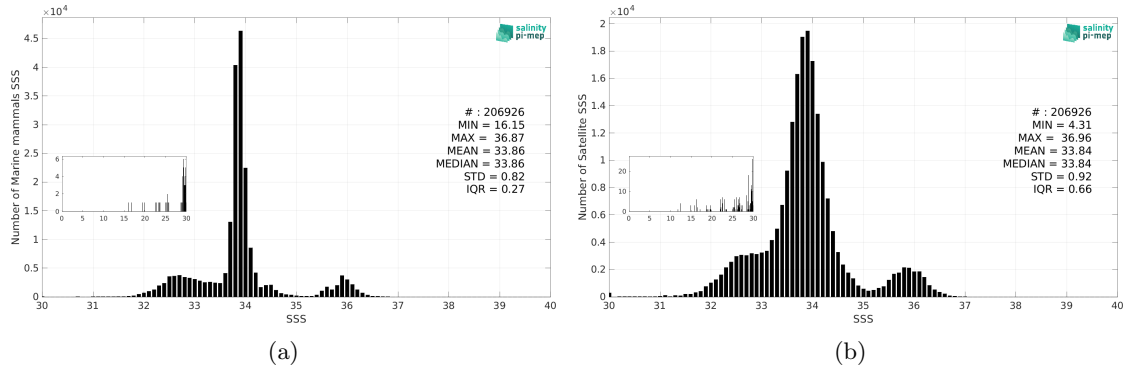 ×10⁴
5
4.5
4
3.5
3
2.5
2
1.5
1
0.5
0
Number of Marine mammals SSS
salinity
pi-mep
# : 206926
MIN = 16.15
MAX = 36.87
MEAN = 33.86
MEDIAN = 33.86
STD = 0.82
IQR = 0.27
6
4
2
0
0 5 10 15 20 25 30
30 31 32 33 34 35 36 37 38 39 40
SSS
(a)
×10⁴
2
1.8
1.6
1.4
1.2
1
0.8
0.6
0.4
0.2
0
Number of Satellite SSS
salinity
pi-mep
# : 206926
MIN = 4.31
MAX = 36.96
MEAN = 33.84
MEDIAN = 33.84
STD = 0.92
IQR = 0.66
20
10
0
0 5 10 15 20 25 30
30 31 32 33 34 35 36 37 38 39 40
SSS
(b)